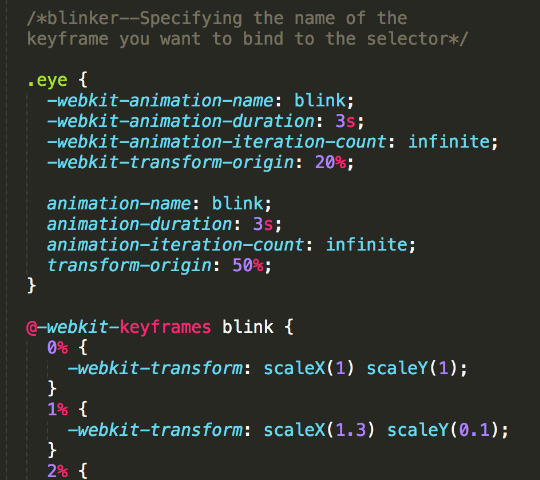 /*blinker--Specifying the name of the
keyframe you want to bind to the selector*/
.eye {
-webkit-animation-name: blink;
-webkit-animation-duration: 3s;
-webkit-animation-iteration-count: infinite;
-webkit-transform-origin: 20%;
animation-name: blink;
animation-duration: 3s;
animation-iteration-count: infinite;
transform-origin: 50%;
}
@-webkit-keyframes blink {
0% {
-webkit-transform: scaleX(1) scaleY(1);
}
1% {
-webkit-transform: scaleX(1.3) scaleY(0.1);
}
2% {